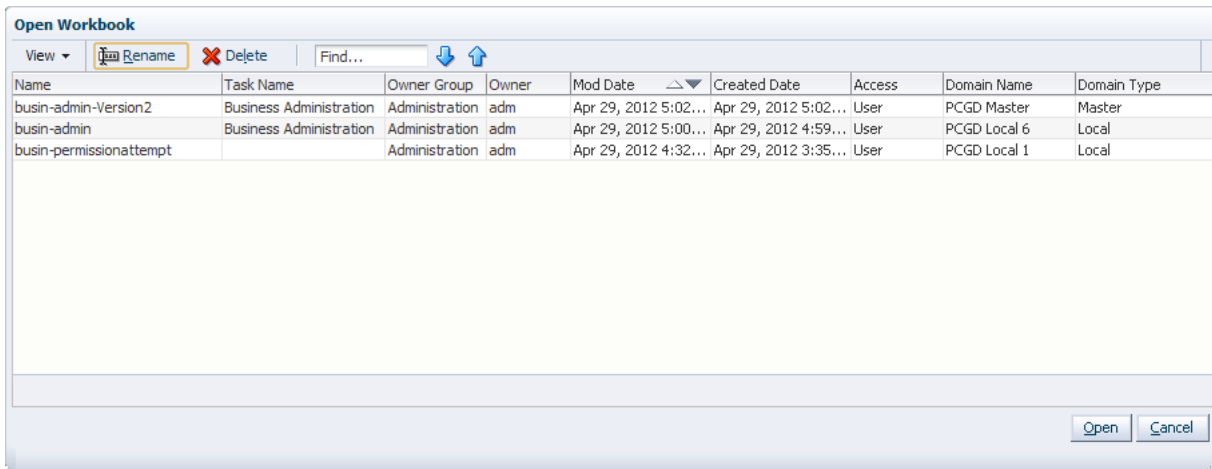 Open Workbook
View Rename Delete Find...
Name Task Name Owner Group Owner Mod Date Created Date Access Domain Name Domain Type
busin-admin-Version2 Business Administration Administration adm Apr 29, 2012 5:02... Apr 29, 2012 5:02... User PCGD Master Master
busin-admin Business Administration Administration adm Apr 29, 2012 5:00... Apr 29, 2012 4:59... User PCGD Local 6 Local
busin-permissionattempt Administration adm Apr 29, 2012 4:32... Apr 29, 2012 3:35... User PCGD Local 1 Local
Open Cancel